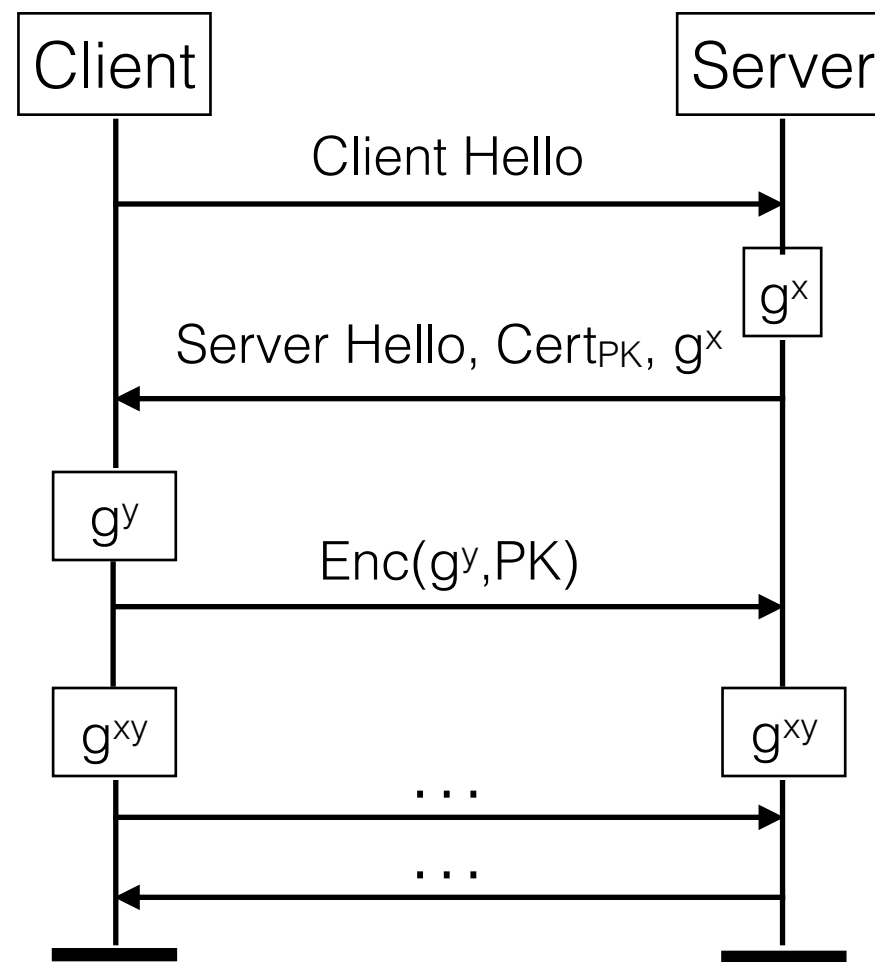 Client Server
Client Hello
gˣ
Server Hello, Cert_PK, gˣ
gʸ
Enc(gʸ,PK)
gˣʸ gˣʸ
...
...